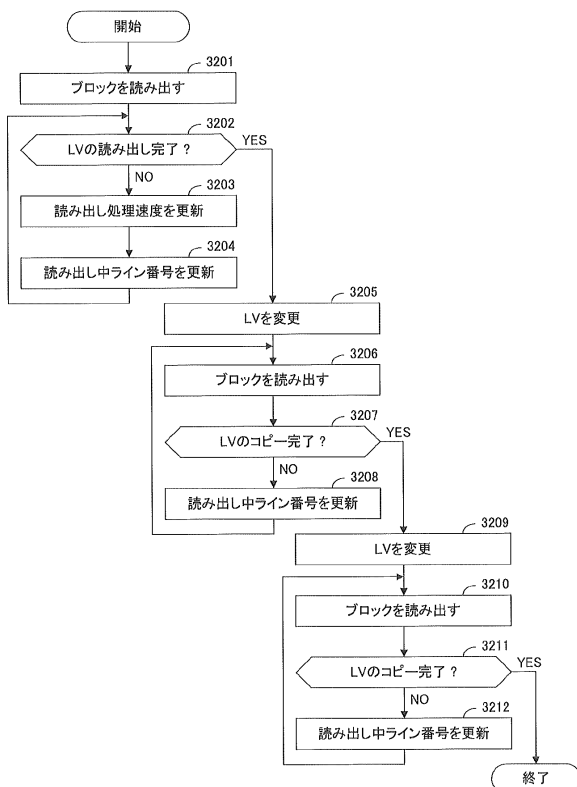 開始
3201
ブロックを読み出す
3202
LVの読み出し完了？
YES
NO
3203
読み出し処理速度を更新
3204
読み出し中ライン番号を更新
3205
LVを変更
3206
ブロックを読み出す
3207
LVのコピー完了？
YES
NO
3208
読み出し中ライン番号を更新
3209
LVを変更
3210
ブロックを読み出す
3211
LVのコピー完了？
YES
NO
3212
読み出し中ライン番号を更新
終了